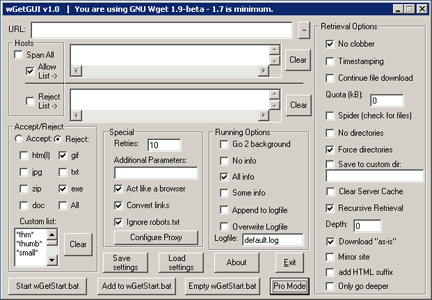 wGetGUI v1.0 | You are using GNU Wget 1.9-beta - 1.7 is minimum.
URL:
-
Hosts
Span All
Allow List ->
Clear
Reject List ->
Clear
Accept/Reject
Accept: Reject:
htm(l) gif
jpg txt
zip exe
doc All
Custom list:
*thm*
*thumb*
*small*
Clear
Special
Retries: 10
Additional Parameters:
Act like a browser
Convert links
Ignore robots.txt
Configure Proxy
Running Options
Go 2 background
No info
All info
Some info
Append to logfile
Overwrite Logfile
Logfile: default.log
Save settings
Load settings
About
Exit
Start wGetStart.bat
Add to wGetStart.bat
Empty wGetStart.bat
Pro Mode
Retrieval Options
No clobber
Timestamping
Continue file download
Quota (kB): 0
Spider (check for files)
No directories
Force directories
Save to custom dir:
Clear Server Cache
Recursive Retrieval
Depth: 0
Download "as-is"
Mirror site
add HTML suffix
Only go deeper